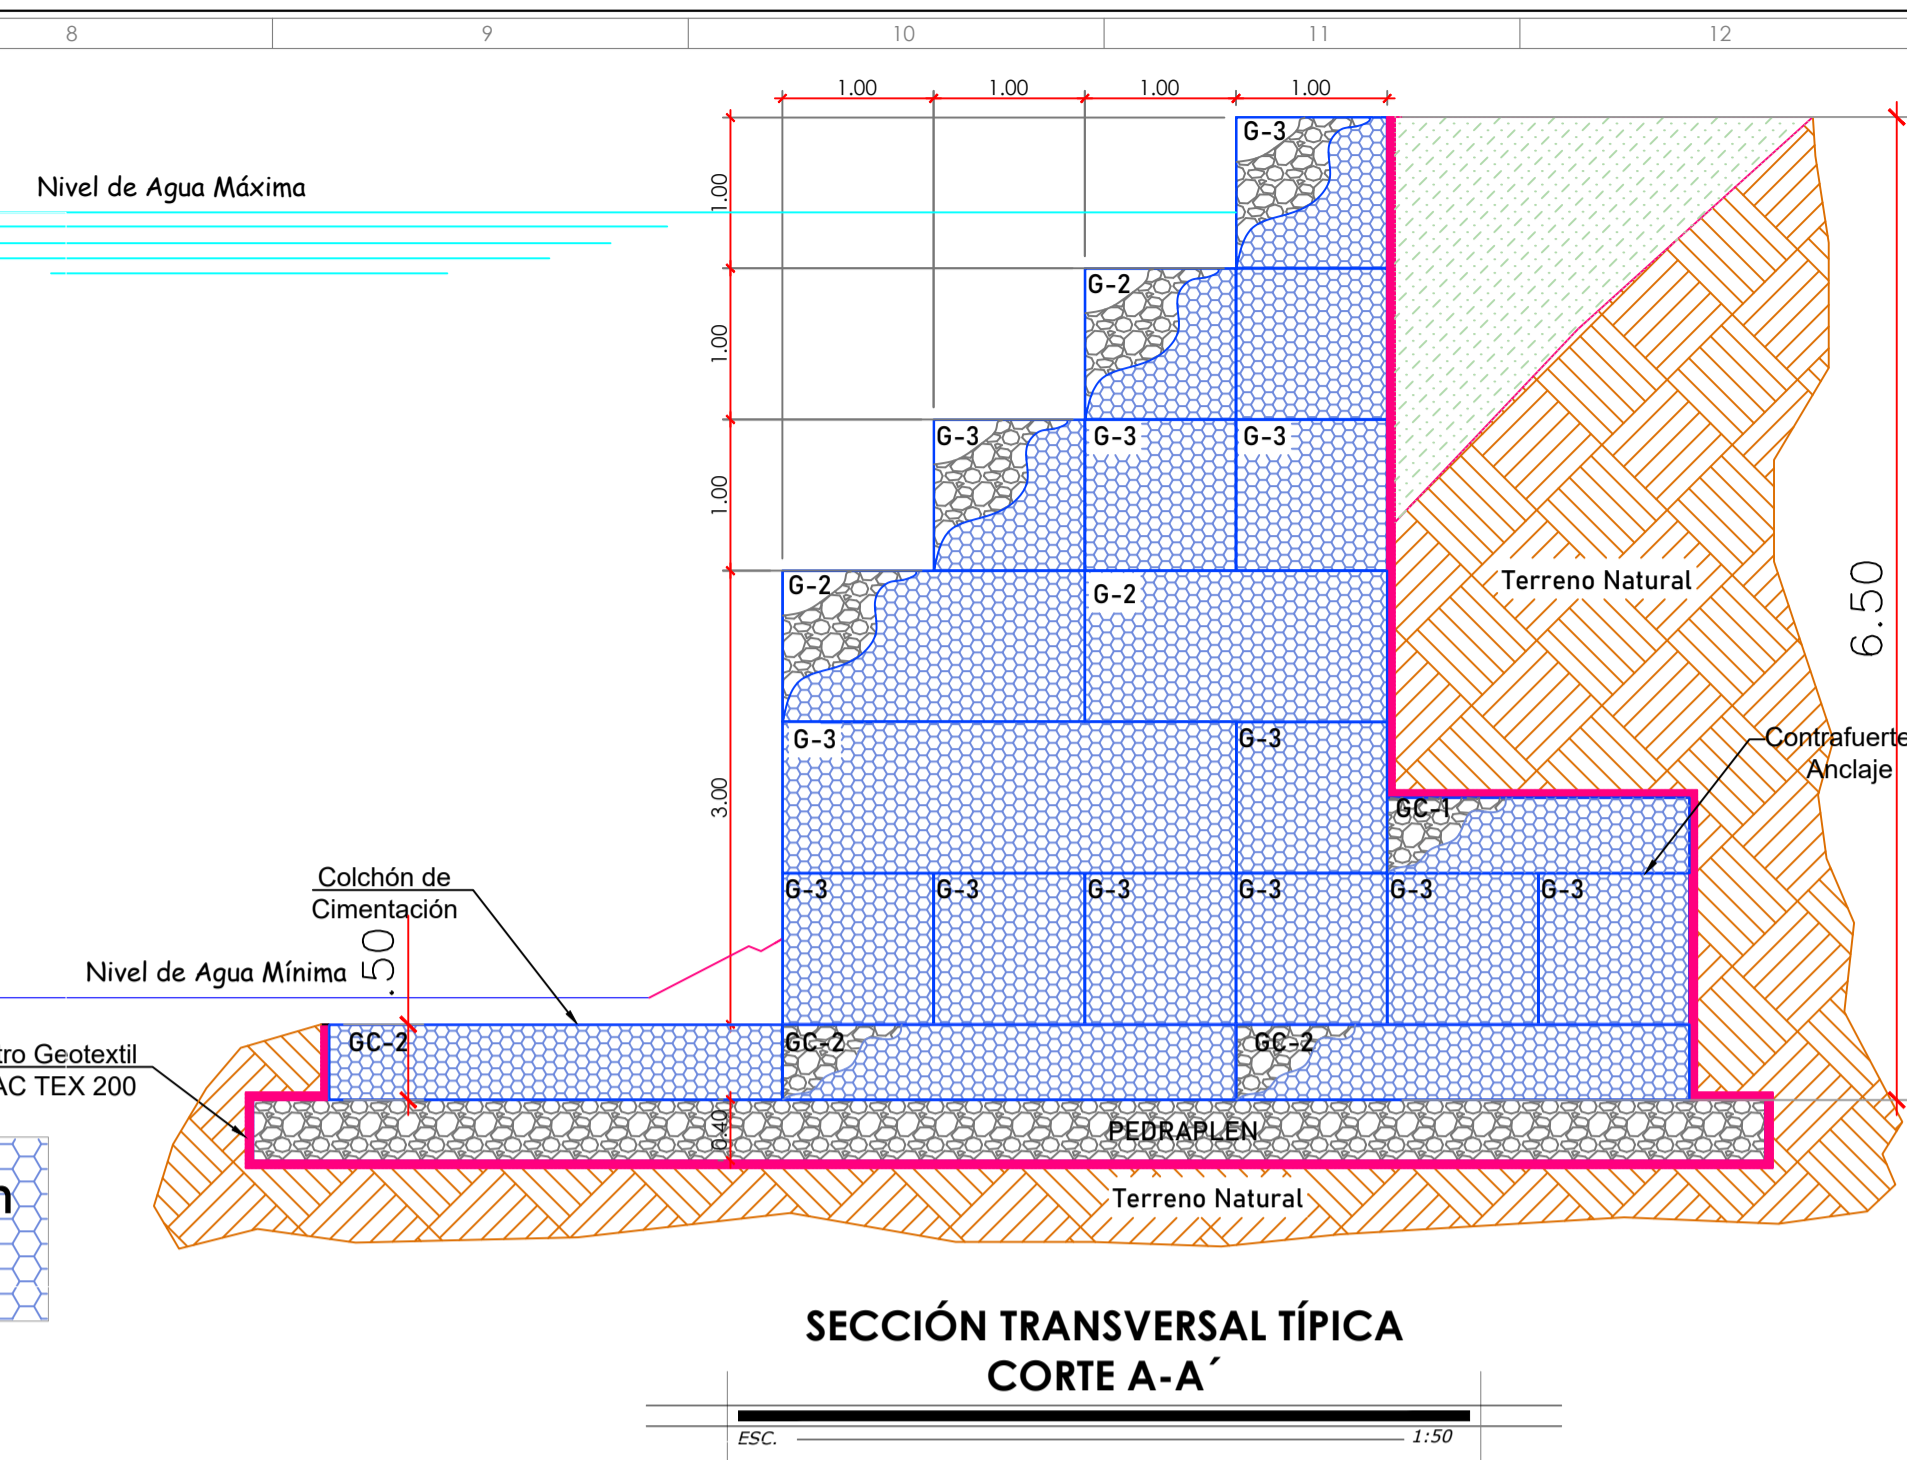 8 9 10 11 12
1.00 1.00 1.00 1.00
G-3
Nivel de Agua Máxima
1.00
G-2
1.00
G-3 G-3 G-3
1.00
G-2 G-2
Terreno Natural
6.50
G-3 G-3
Contrafuerte
Anclaje
3.00
GC-1
Colchón de
Cimentación
G-3 G-3 G-3 G-3 G-3 G-3
.50
Nivel de Agua Mínima
GC-2 GC-2 GC-2
tro Geotextil
AC TEX 200
0.40
PEDRAPLEN
n
Terreno Natural
SECCIÓN TRANSVERSAL TÍPICA
CORTE A-A´
ESC. 1:50